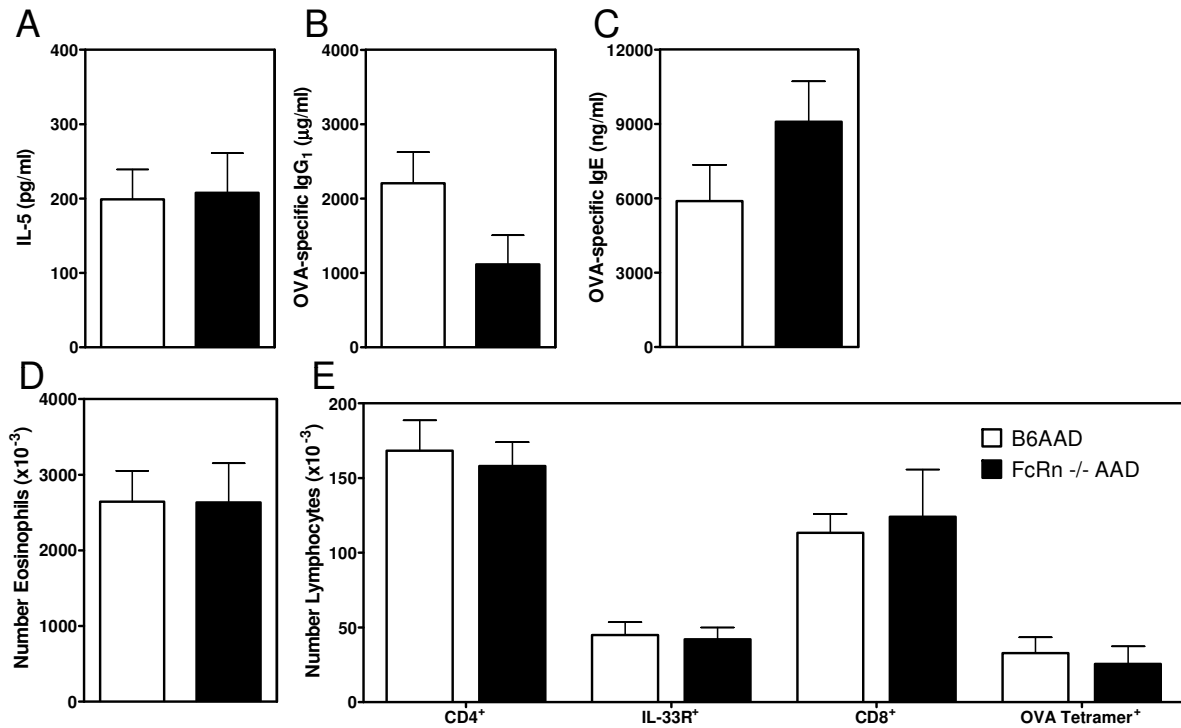 A
400
300
200
100
0
IL-5 (pg/ml)
B
4000
3000
2000
1000
0
OVA-specific IgG₁ (µg/ml)
C
12000
9000
6000
3000
0
OVA-specific IgE (ng/ml)
D
4000
3000
2000
1000
0
Number Eosinophils (x10⁻³)
E
200
150
100
50
0
Number Lymphocytes (x10⁻³)
B6AAD
FcRn -/- AAD
CD4⁺ IL-33R⁺ CD8⁺ OVA Tetramer⁺